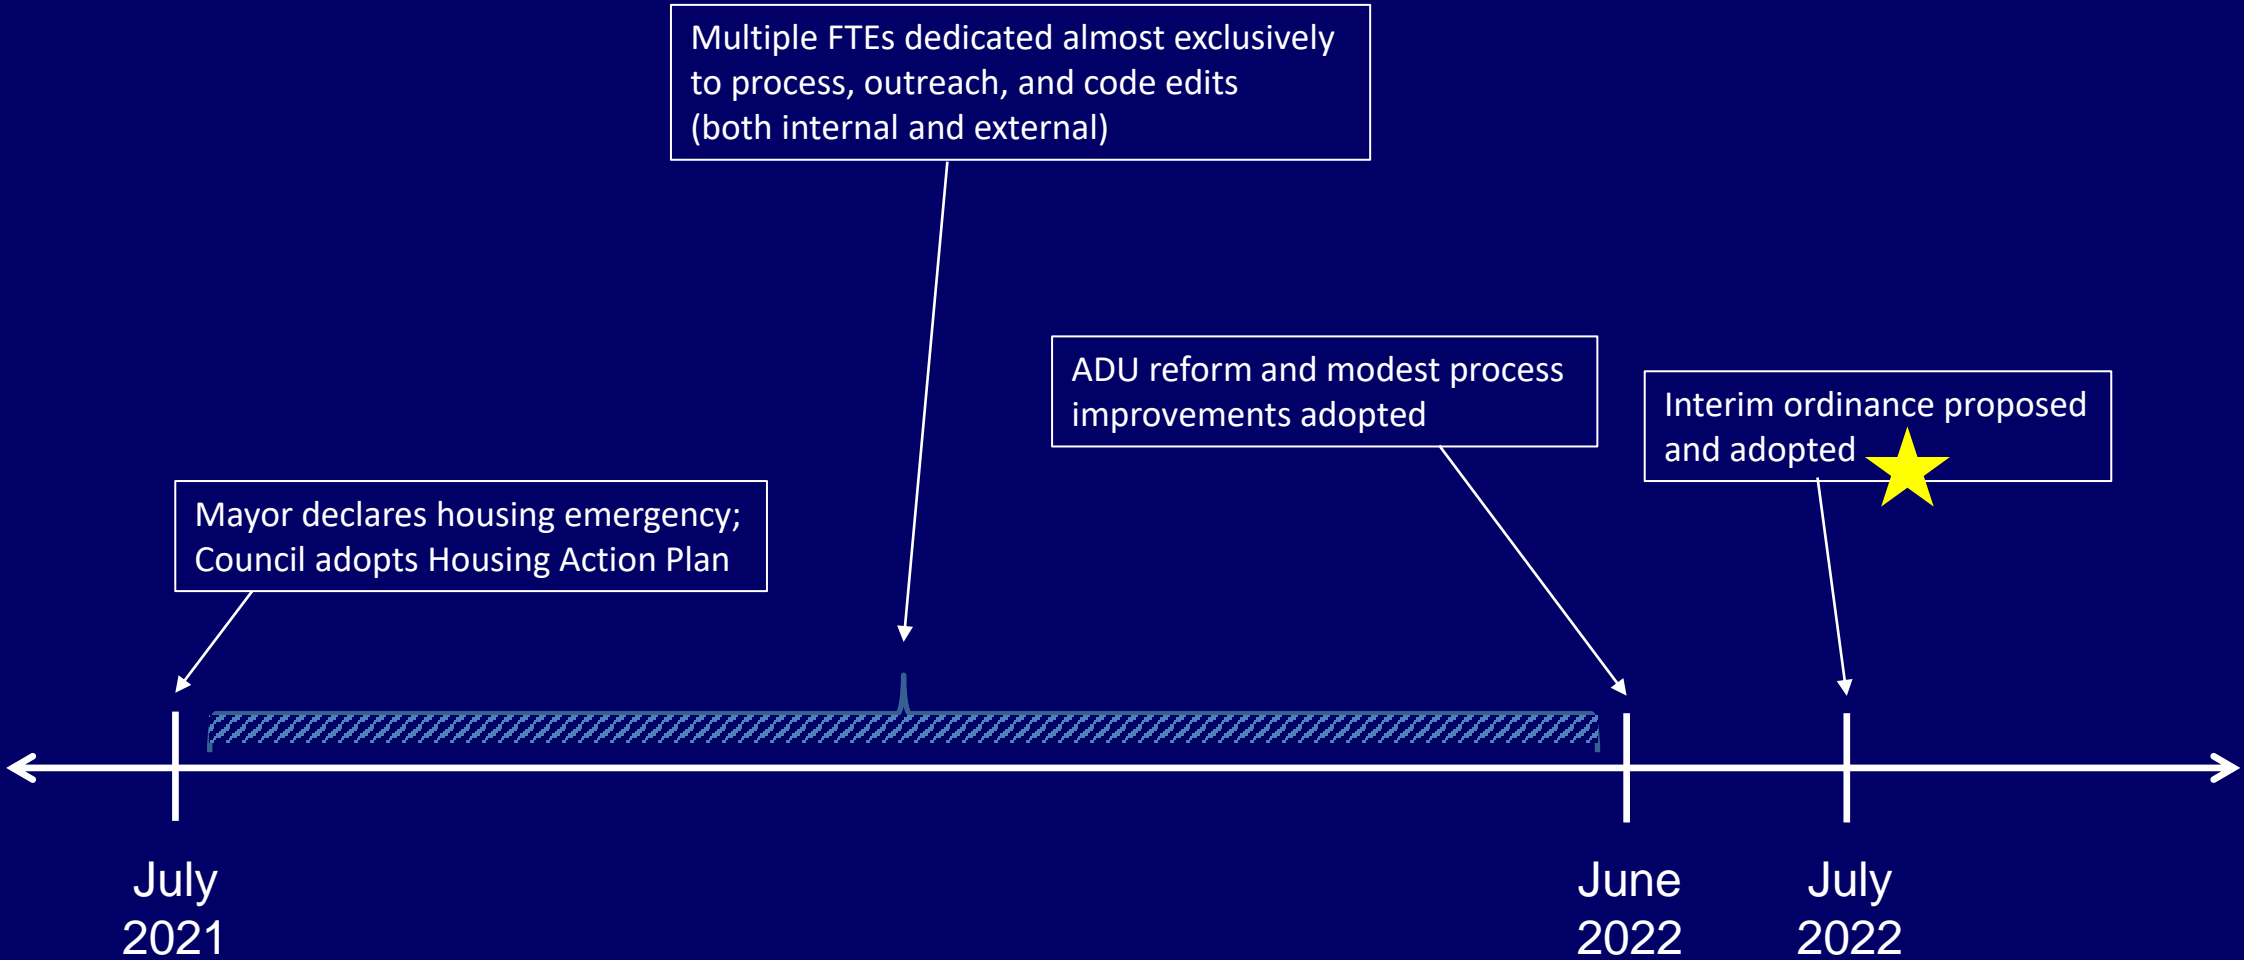 Multiple FTEs dedicated almost exclusively
to process, outreach, and code edits
(both internal and external)
ADU reform and modest process
improvements adopted
Interim ordinance proposed
and adopted
Mayor declares housing emergency;
Council adopts Housing Action Plan
July
2021
June
2022
July
2022